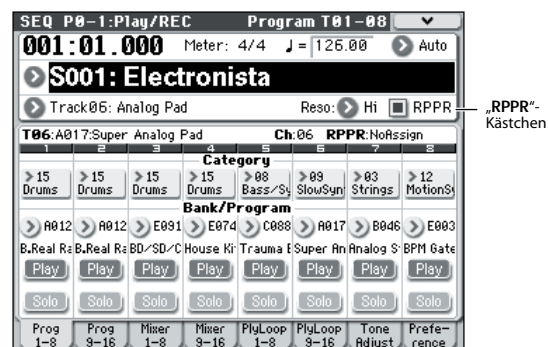 SEQ P0-1:Play/REC Program T01-08
001:01.000 Meter: 4/4 ♩= 126.00 Auto
S001: Electronista
Track06: Analog Pad Reso: Hi RPPR
„RPPR“-
Kästchen
T06:A017:Super Analog Pad Ch:06 RPPR:NoAssign
1 2 3 4 5 6 7 8
Category
15 15 15 15 08 09 03 12
Drums Drums Drums Drums Bass/Sy SlowSyn Strings MotionSy
Bank/Program
A012 A012 E091 E074 C088 A017 B046 E003
B.Real Ra B.Real Ra BD/SD/C House Ki Trauma B Super An Analog S BPM Gate
Play Play Play Play Play Play Play Play
Solo Solo Solo Solo Solo Solo Solo Solo
Prog Prog Mixer Mixer PlyLoop PlyLoop Tone Prefe-
1-8 9-16 1-8 9-16 1-8 9-16 Adjust rence